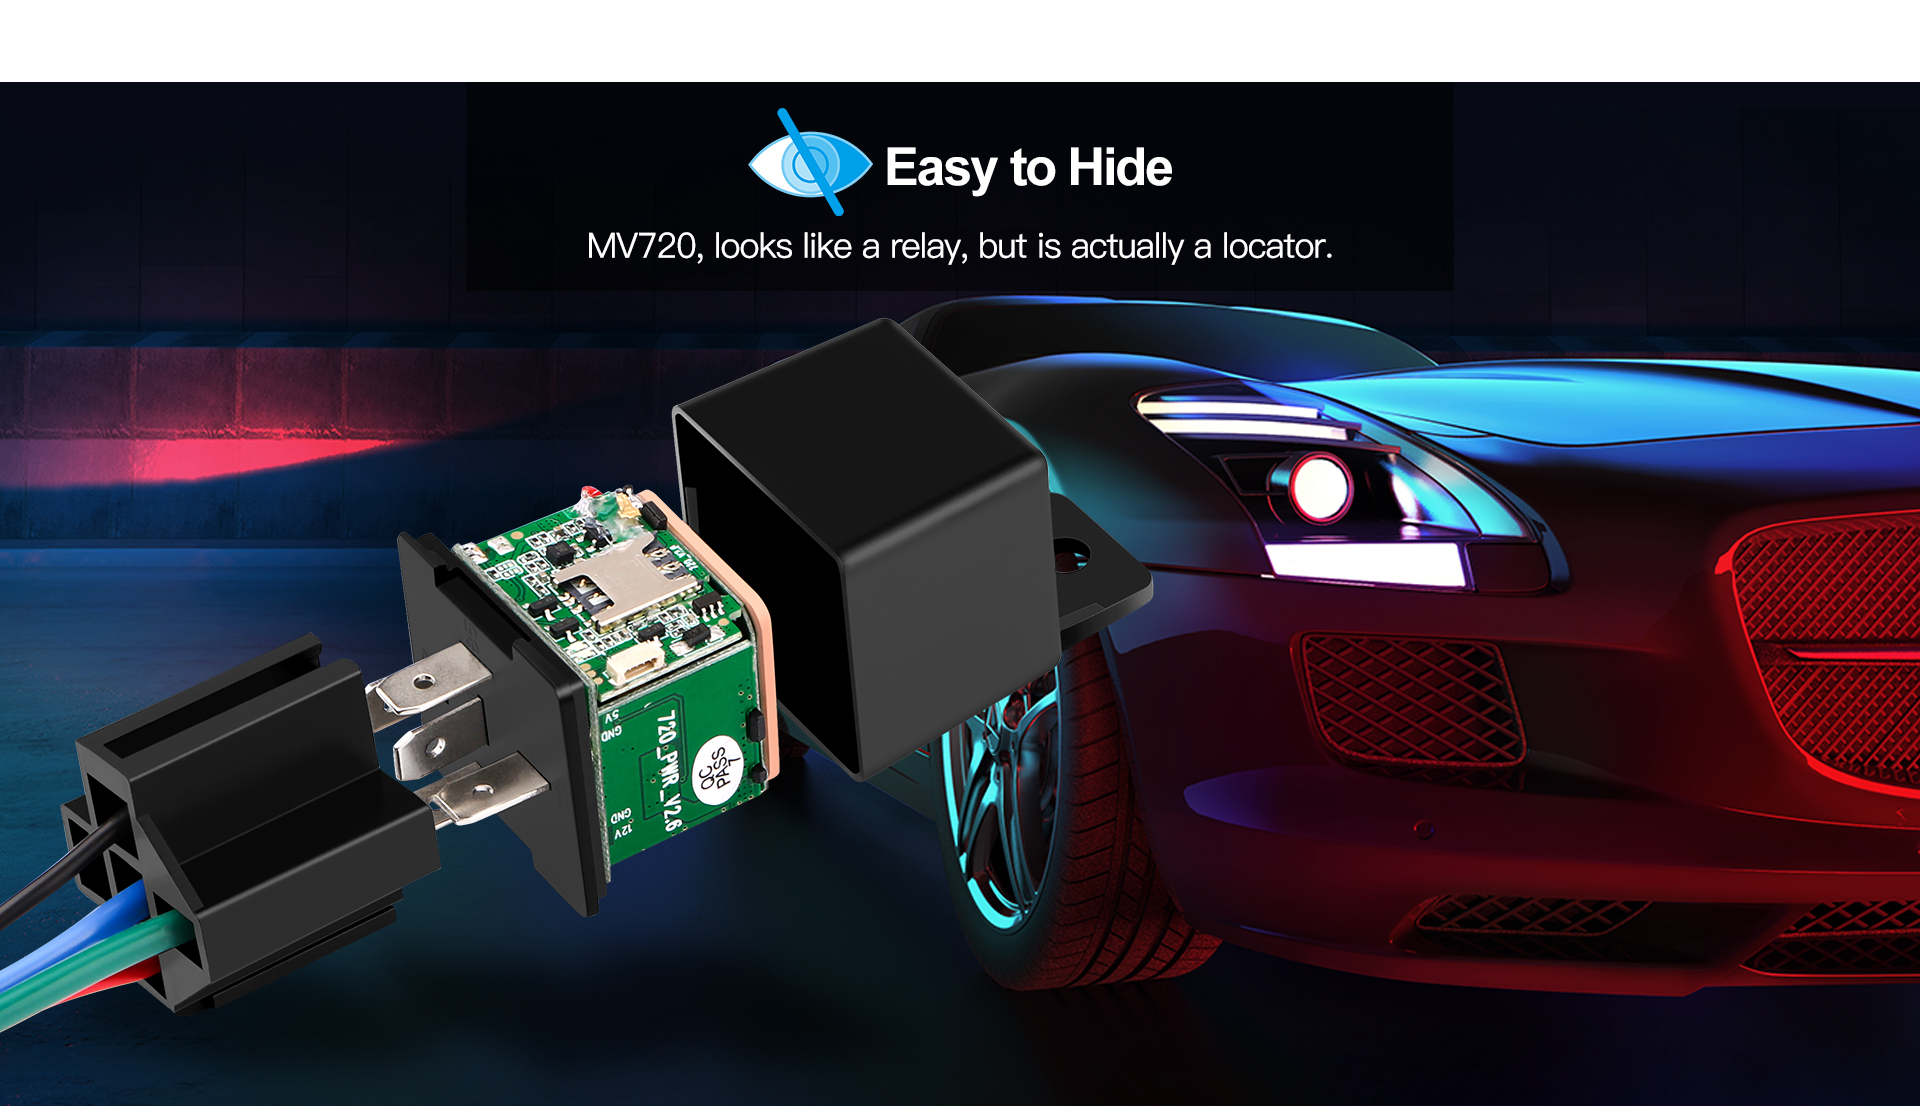 Easy to Hide
MV720, looks like a relay, but is actually a locator.
5V
GND
720_PWR_V2.6
QC
PASS
7
GND
12V